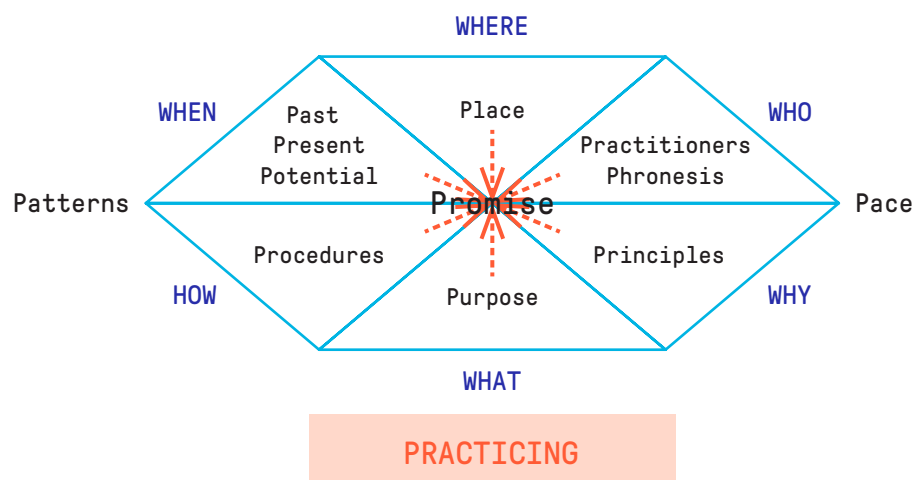 WHERE
WHEN
Past
Present
Potential
Place
WHO
Practitioners
Phronesis
Patterns
Promise
Pace
Procedures
Principles
HOW
Purpose
WHY
WHAT
PRACTICING